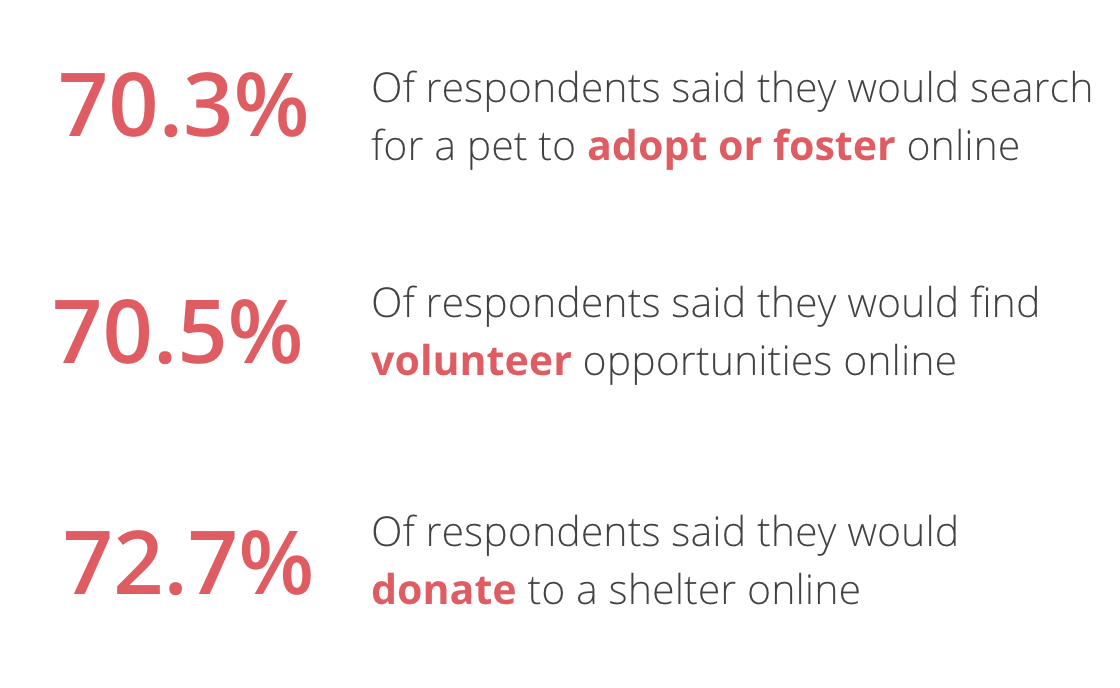 70.3%
Of respondents said they would search
for a pet to adopt or foster online
70.5%
Of respondents said they would find
volunteer opportunities online
72.7%
Of respondents said they would
donate to a shelter online